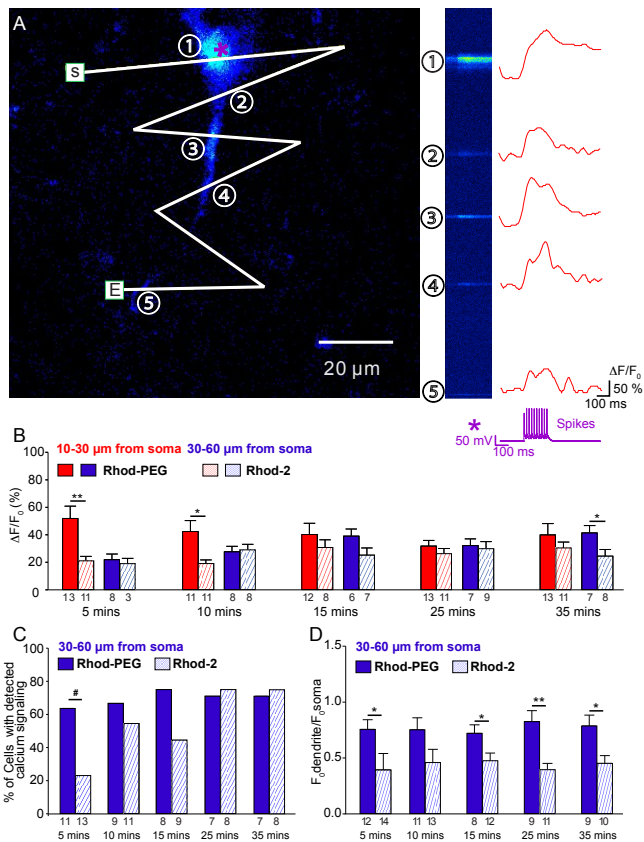 A
S
①
②
③
④
E
⑤
20 µm
①
②
③
④
⑤
ΔF/F0
50 %
100 ms
*
50 mV
100 ms
Spikes
B
10-30 µm from soma 30-60 µm from soma
Rhod-PEG Rhod-2
ΔF/F0 (%)
100
80
60
40
20
0
** * *
13 11 8 3 11 11 8 8 12 8 6 7 13 11 7 9 13 11 7 8
5 mins 10 mins 15 mins 25 mins 35 mins
C
30-60 µm from soma
Rhod-PEG Rhod-2
% of Cells with detected
calcium signaling
100
80
60
40
20
0
#
11 13 9 11 8 9 7 8 7 8
5 mins 10 mins 15 mins 25 mins 35 mins
D
30-60 µm from soma
Rhod-PEG Rhod-2
F0dendrite/F0soma
1.5
1.0
0.5
0.0
* * ** *
12 14 11 13 8 12 9 11 9 10
5 mins 10 mins 15 mins 25 mins 35 mins